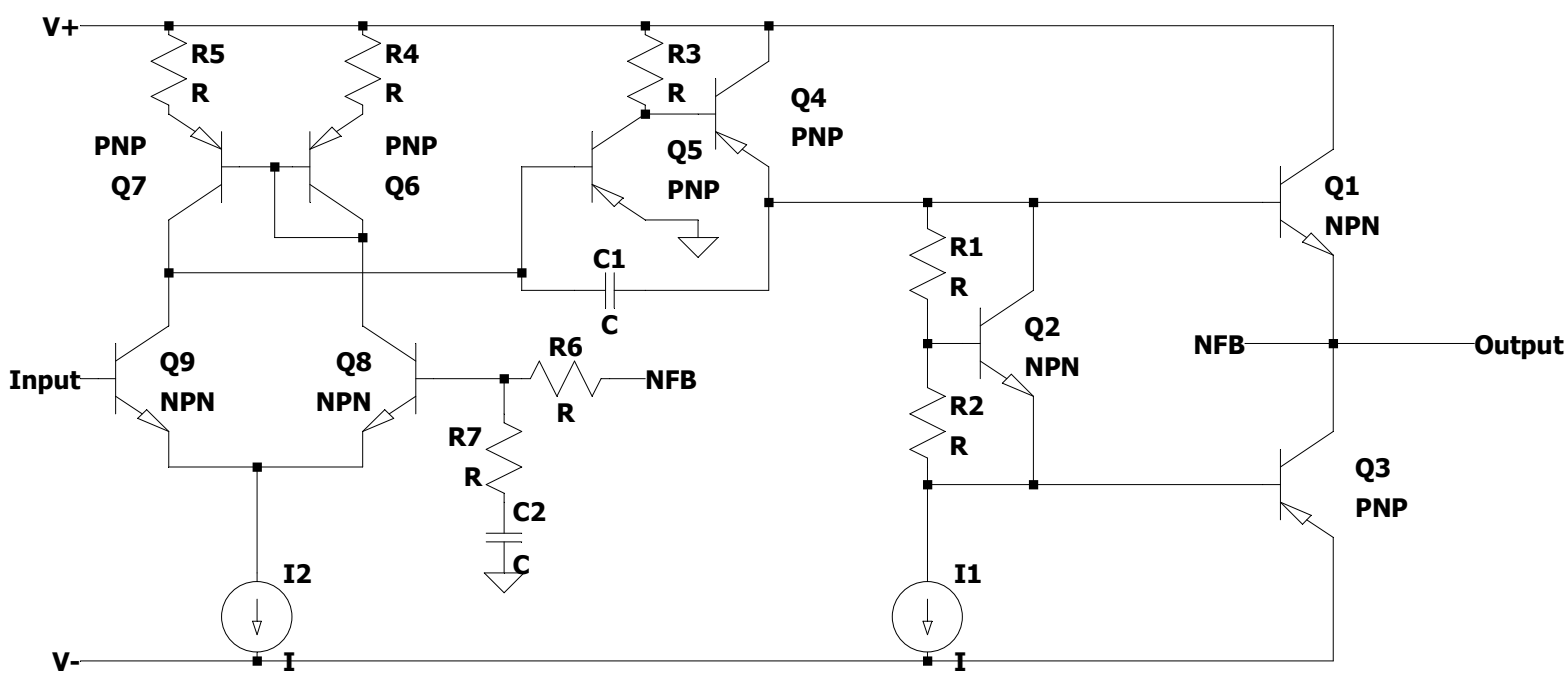 V+
R5
R
R4
R
R3
R
Q4
PNP
PNP
Q7
PNP
Q6
Q5
PNP
Q1
NPN
R1
R
C1
C
Q2
NPN
NFB
Output
Input
Q9
NPN
Q8
NPN
R6
R
NFB
R2
R
R7
R
Q3
PNP
C2
C
I2
I
I1
I
V-